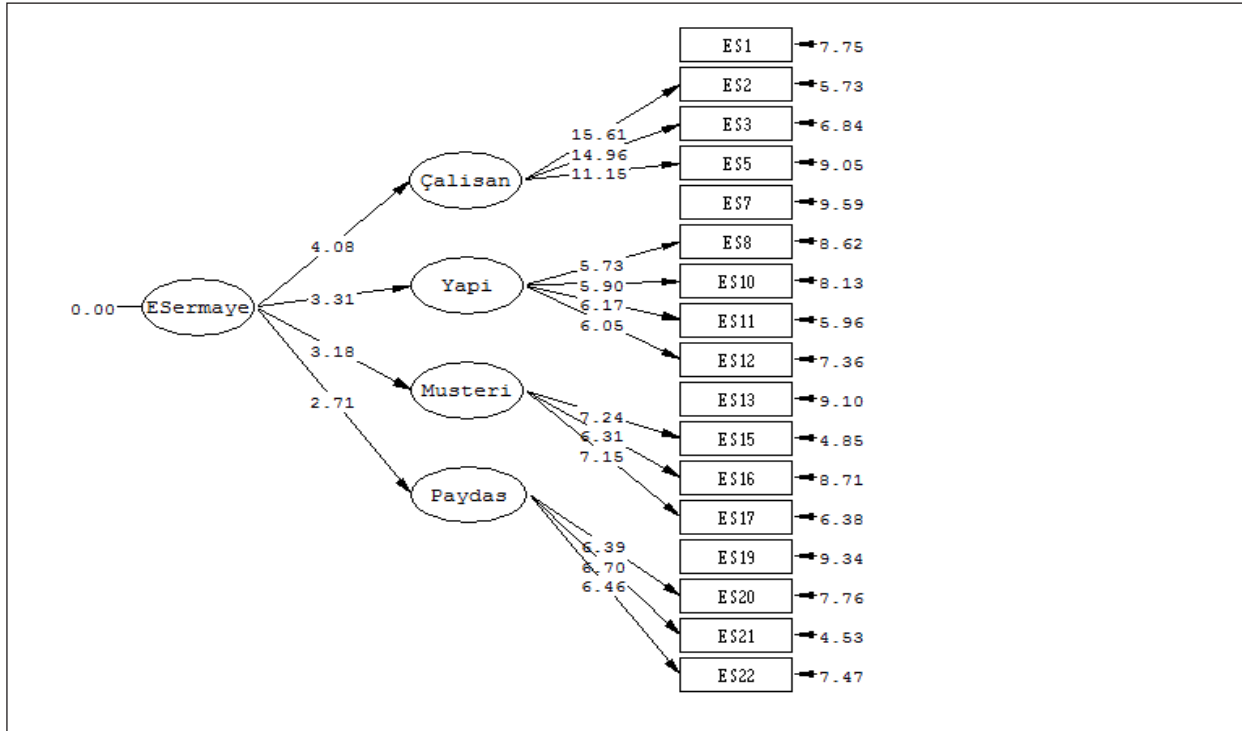 ES1 7.75
ES2 5.73
15.61
ES3 6.84
14.96
ES5 9.05
11.15
Çalisan
ES7 9.59
4.08
ES8 8.62
5.73
Yapi
ES10 8.13
5.90
3.31
6.17
0.00 ESermaye
ES11 5.96
6.05
3.18
ES12 7.36
Musteri
ES13 9.10
2.71
7.24
ES15 4.85
6.31
7.15
ES16 8.71
Paydas
ES17 6.38
6.39
ES19 9.34
6.70
6.46
ES20 7.76
ES21 4.53
ES22 7.47